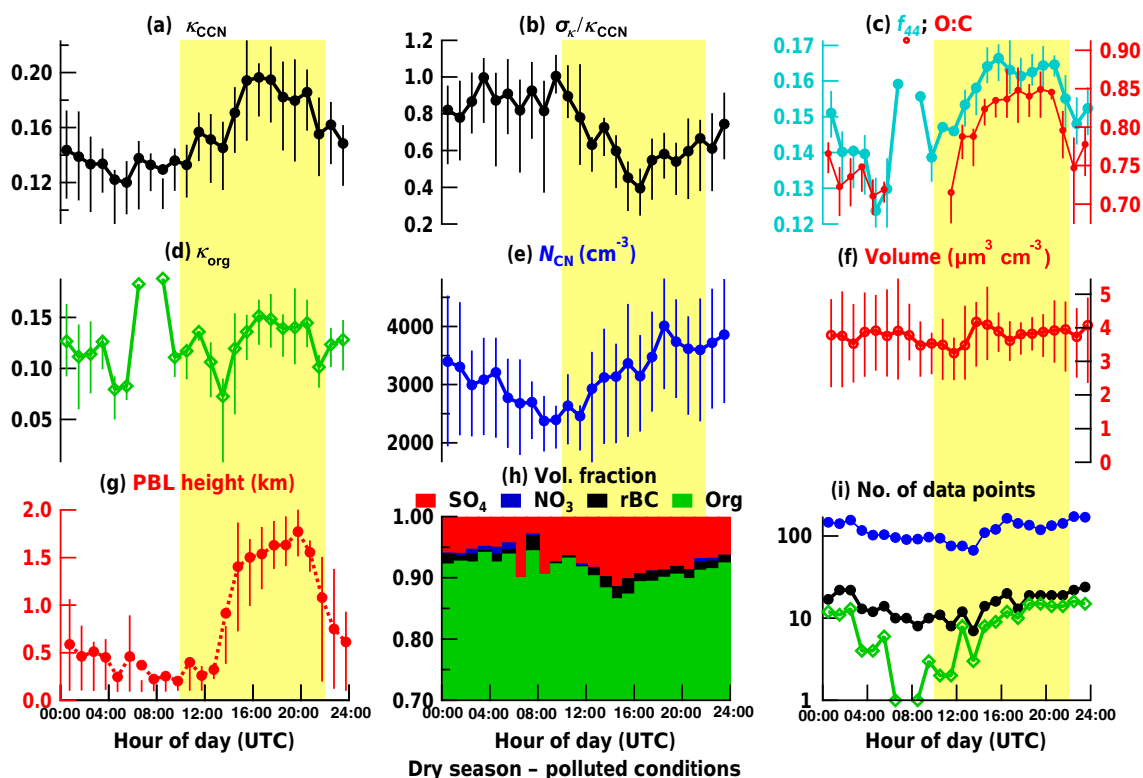 (a) κCCN
(b) σκ/κCCN
(c) f44; O:C
0.20
0.16
0.12
1.2
1.0
0.8
0.6
0.4
0.2
0.17
0.16
0.15
0.14
0.13
0.12
0.90
0.85
0.80
0.75
0.70
(d) κorg
(e) NCN (cm-3)
(f) Volume (µm3 cm-3)
0.15
0.10
0.05
4000
3000
2000
5
4
3
2
1
0
(g) PBL height (km)
(h) Vol. fraction
SO4 NO3 rBC Org
(i) No. of data points
2.0
1.5
1.0
0.5
0.0
1.00
0.90
0.80
0.70
100
10
1
00:00 04:00 08:00 12:00 16:00 20:00 24:00
00:00 04:00 08:00 12:00 16:00 20:00 24:00
00:00 04:00 08:00 12:00 16:00 20:00 24:00
Hour of day (UTC)
Hour of day (UTC)
Hour of day (UTC)
Dry season – polluted conditions